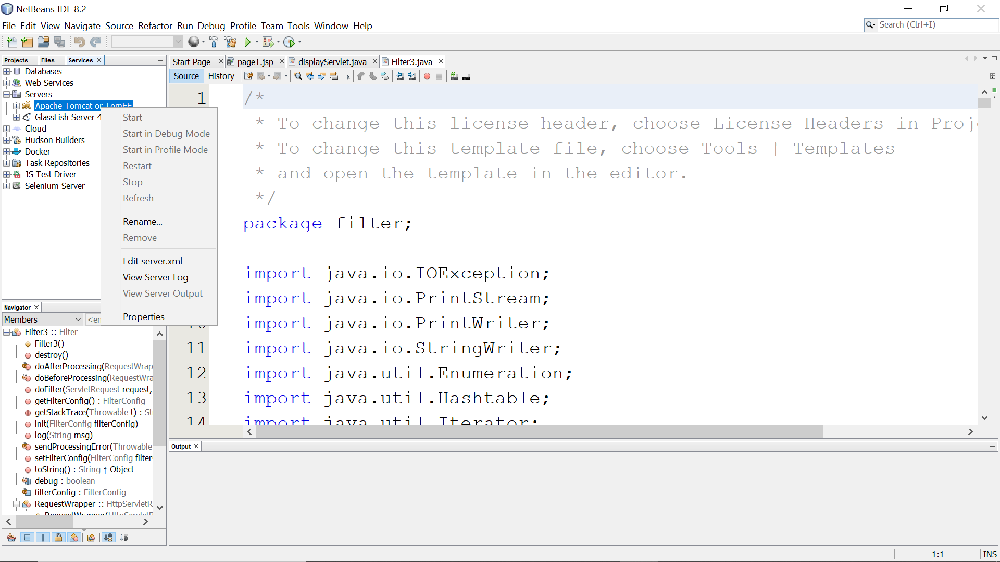 NetBeans IDE 8.2
File Edit View Navigate Source Refactor Run Debug Profile Team Tools Window Help
Search (Ctrl+I)
Projects Files Services
Databases
Web Services
Servers
Apache Tomcat or TomEE
GlassFish Server 4
Cloud
Hudson Builders
Docker
Task Repositories
JS Test Driver
Selenium Server
Start
Start in Debug Mode
Start in Profile Mode
Restart
Stop
Refresh
Rename...
Remove
Edit server.xml
View Server Log
View Server Output
Properties
Navigator
Members <en
Filter3 :: Filter
Filter3()
destroy()
doAfterProcessing(RequestWrap
doBeforeProcessing(RequestWra
doFilter(ServletRequest request,
getFilterConfig() : FilterConfig
getStackTrace(Throwable t) : St
init(FilterConfig filterConfig)
log(String msg)
sendProcessingError(Throwable
setFilterConfig(FilterConfig filter
toString() : String ↑ Object
debug : boolean
filterConfig : FilterConfig
RequestWrapper :: HttpServletR
Start Page page1.jsp displayServlet.java Filter3.java
Source History
1 /*
* To change this license header, choose License Headers in Proj
* To change this template file, choose Tools | Templates
* and open the template in the editor.
*/
package filter;
import java.io.IOException;
import java.io.PrintStream;
10 import java.io.PrintWriter;
11 import java.io.StringWriter;
12 import java.util.Enumeration;
13 import java.util.Hashtable;
14 import java.util.Iterator;
Output
1:1 INS